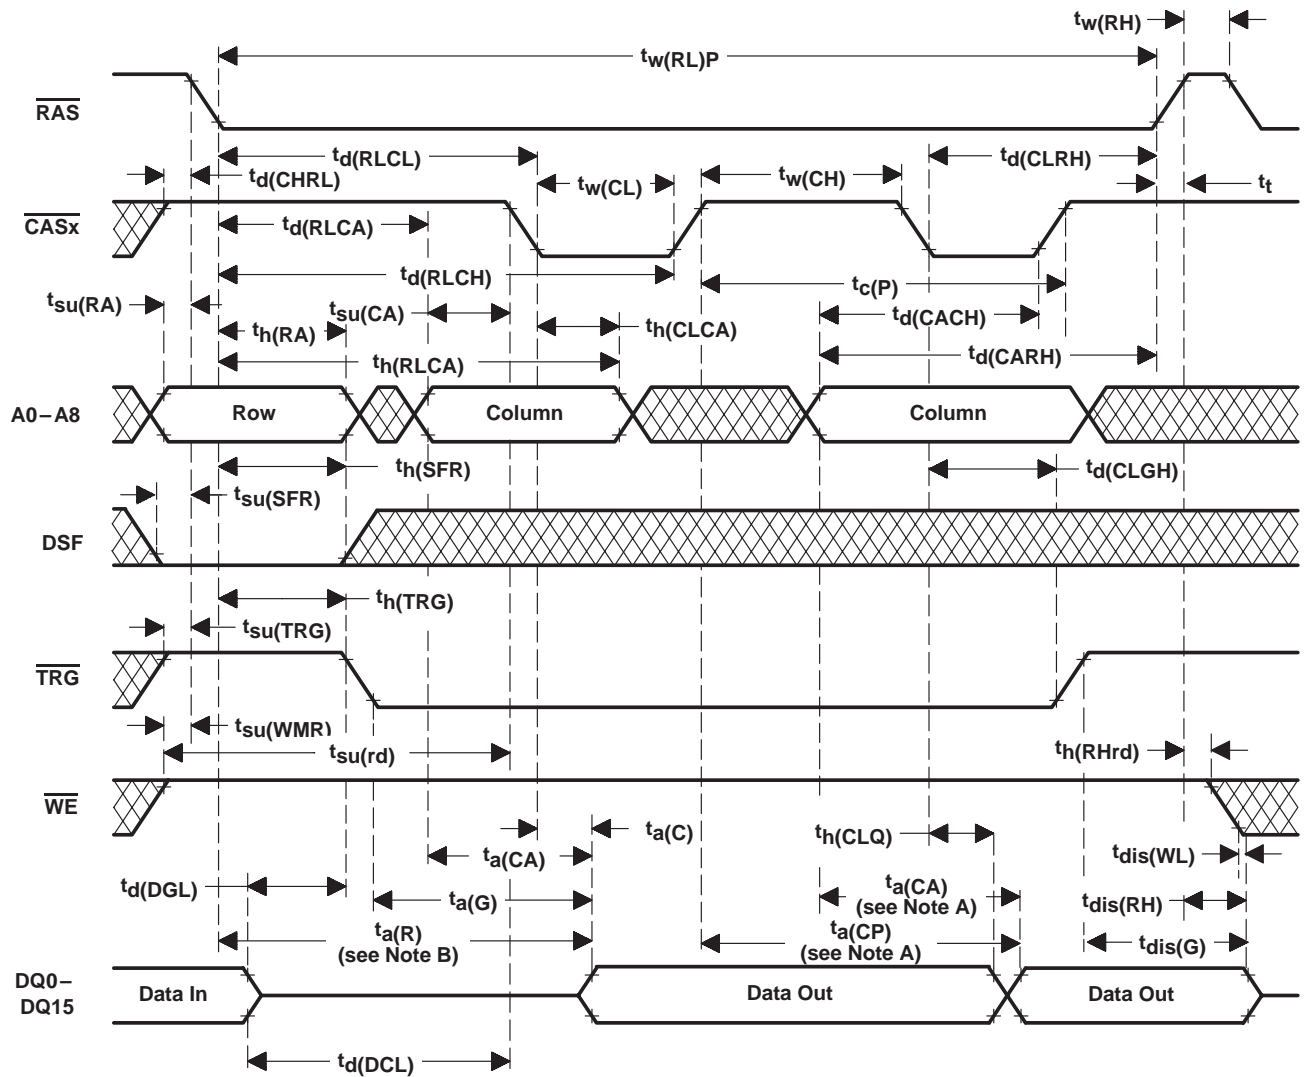 tw(RH)
tw(RL)P
RAS
td(RLCL)
td(CLRH)
td(CHRL)
tw(CL)
tw(CH)
tt
CASx
td(RLCA)
td(RLCH)
tc(P)
tsu(RA)
tsu(CA)
td(CACH)
th(RA)
th(CLCA)
th(RLCA)
td(CARH)
A0–A8
Row
Column
Column
th(SFR)
td(CLGH)
tsu(SFR)
DSF
th(TRG)
tsu(TRG)
TRG
tsu(WMR)
tsu(rd)
th(RHrd)
WE
ta(C)
th(CLQ)
ta(CA)
tdis(WL)
td(DGL)
ta(G)
ta(CA)
(see Note A)
tdis(RH)
ta(R)
(see Note B)
ta(CP)
(see Note A)
tdis(G)
DQ0–
DQ15
Data In
Data Out
Data Out
td(DCL)